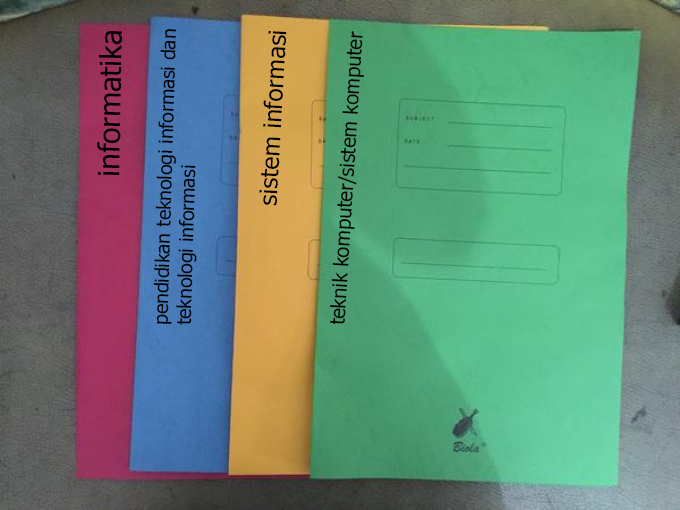 informatika
pendidikan teknologi informasi dan
teknologi informasi
sistem informasi
teknik komputer/sistem komputer
SUBJECT
DATE
Biola